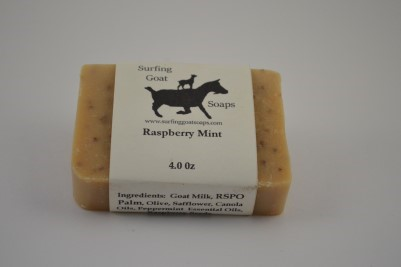 Surfing
Goat
Soaps
www.surfinggoatsoaps.com
Raspberry Mint
4.0 0z
Ingredients: Goat Milk, RSPO
Palm, Olive, Safflower, Canola
Oils, Peppermint Essential Oils,